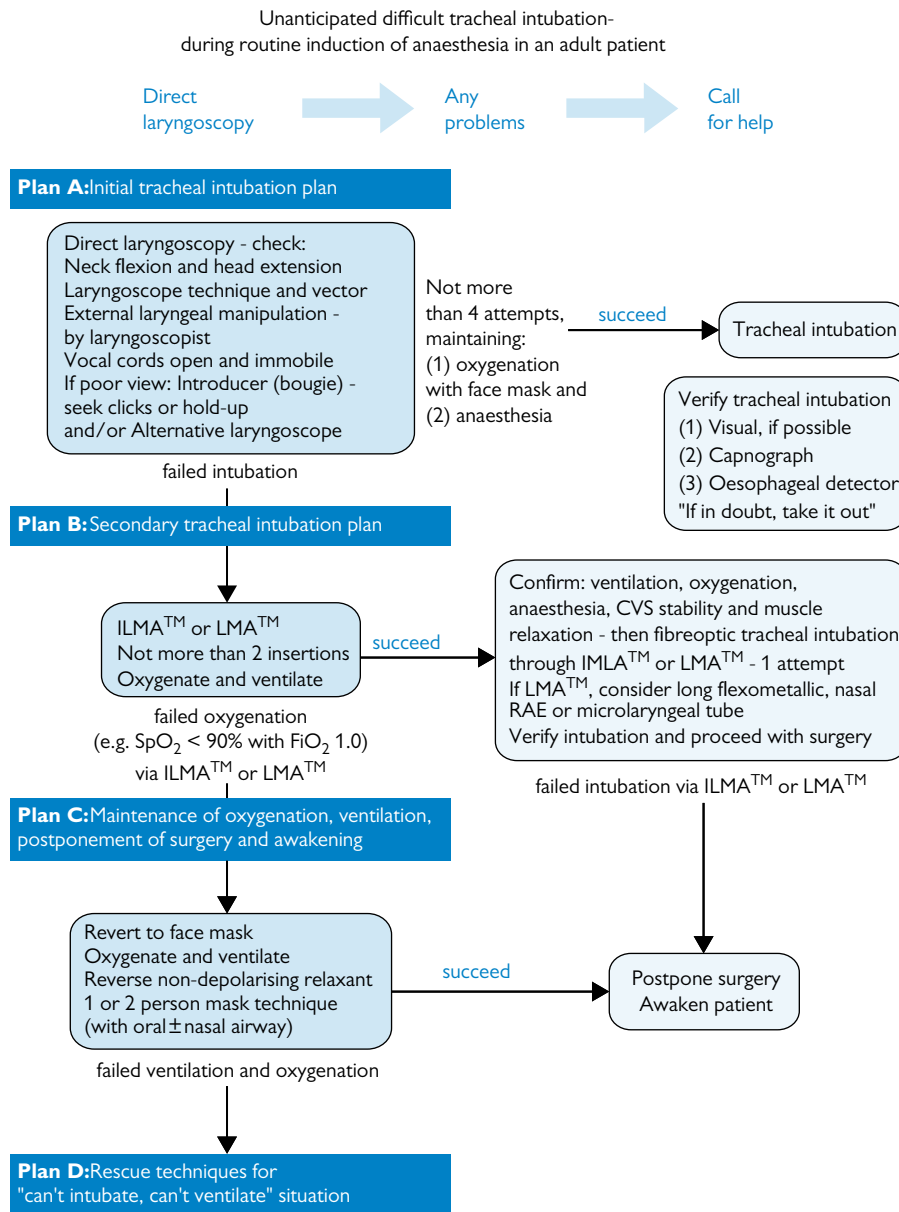 Unanticipated difficult tracheal intubation-
during routine induction of anaesthesia in an adult patient
Direct
laryngoscopy
Any
problems
Call
for help
Plan A:Initial tracheal intubation plan
Direct laryngoscopy - check:
Neck flexion and head extension
Laryngoscope technique and vector
External laryngeal manipulation -
by laryngoscopist
Vocal cords open and immobile
If poor view: Introducer (bougie) -
seek clicks or hold-up
and/or Alternative laryngoscope
Not more
than 4 attempts,
maintaining:
(1) oxygenation
with face mask and
(2) anaesthesia
succeed
Tracheal intubation
Verify tracheal intubation
(1) Visual, if possible
(2) Capnograph
(3) Oesophageal detector
"If in doubt, take it out"
failed intubation
Plan B:Secondary tracheal intubation plan
ILMA™ or LMA™
Not more than 2 insertions
Oxygenate and ventilate
succeed
Confirm: ventilation, oxygenation,
anaesthesia, CVS stability and muscle
relaxation - then fibreoptic tracheal intubation
through IMLA™ or LMA™ - 1 attempt
If LMA™, consider long flexometallic, nasal
RAE or microlaryngeal tube
Verify intubation and proceed with surgery
failed oxygenation
(e.g. SpO₂ < 90% with FiO₂ 1.0)
via ILMA™ or LMA™
failed intubation via ILMA™ or LMA™
Plan C:Maintenance of oxygenation, ventilation,
postponement of surgery and awakening
Revert to face mask
Oxygenate and ventilate
Reverse non-depolarising relaxant
1 or 2 person mask technique
(with oral±nasal airway)
succeed
Postpone surgery
Awaken patient
failed ventilation and oxygenation
Plan D:Rescue techniques for
"can't intubate, can't ventilate" situation